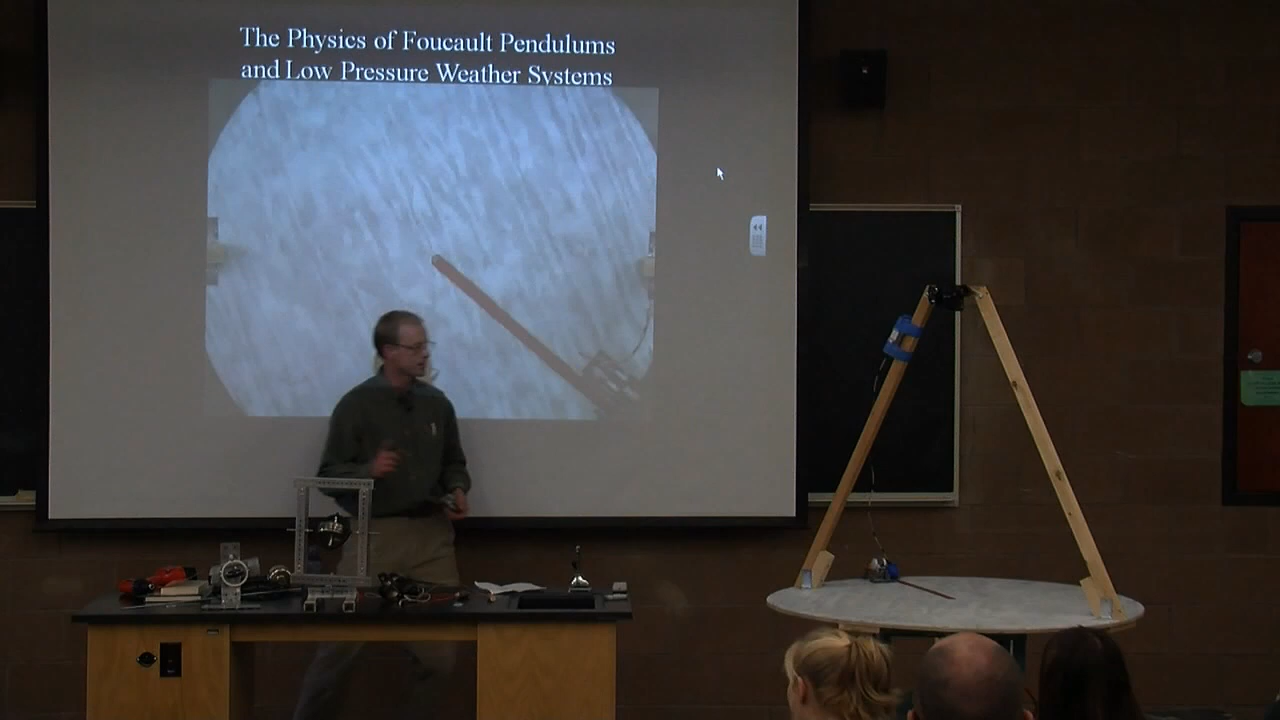 The Physics of Foucault Pendulums
and Low Pressure Weather Systems